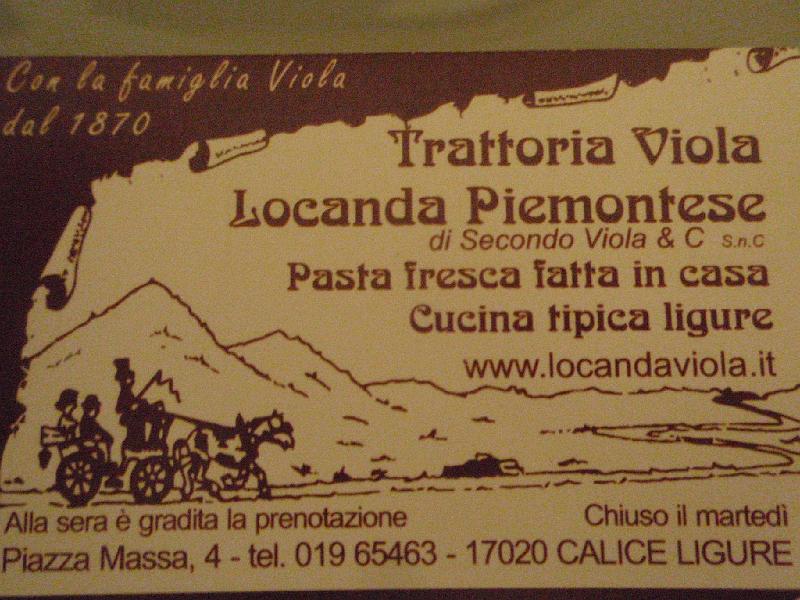 Con la famiglia Viola
dal 1870
Trattoria Viola
Locanda Piemontese
di Secondo Viola & C s.n.c
Pasta fresca fatta in casa
Cucina tipica ligure
www.locandaviola.it
Alla sera è gradita la prenotazione
Chiuso il martedì
Piazza Massa, 4 - tel. 019 65463 - 17020 CALICE LIGURE